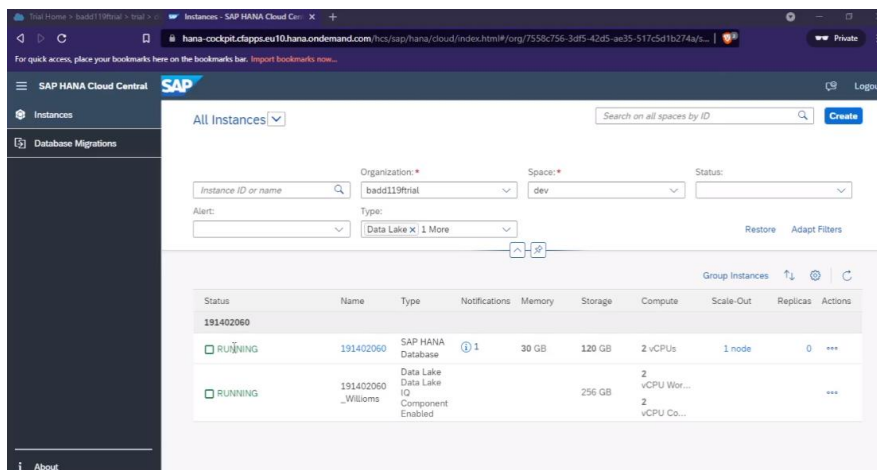 Trial Home > badd119ftrial > trial > d
Instances - SAP HANA Cloud Cen
hana-cockpit.cfapps.eu10.hana.ondemand.com/hcs/sap/hana/cloud/index.html#/org/7558c756-3df5-42d5-ae35-517c5d1b274a/s...
Private
For quick access, place your bookmarks here on the bookmarks bar. Import bookmarks now...
SAP HANA Cloud Central
SAP
Logou
Instances
Database Migrations
All Instances
Search on all spaces by ID
Create
Organization:*
Space:*
Status:
Instance ID or name
badd119ftrial
dev
Alert:
Type:
Data Lake × 1 More
Restore
Adapt Filters
Group Instances
Status Name Type Notifications Memory Storage Compute Scale-Out Replicas Actions
191402060
RUNNING 191402060 SAP HANA Database 1 30 GB 120 GB 2 vCPUs 1 node 0
RUNNING 191402060 _Willioms Data Lake Data Lake IQ Component Enabled 256 GB 2 vCPU Wor... 2 vCPU Co...
About